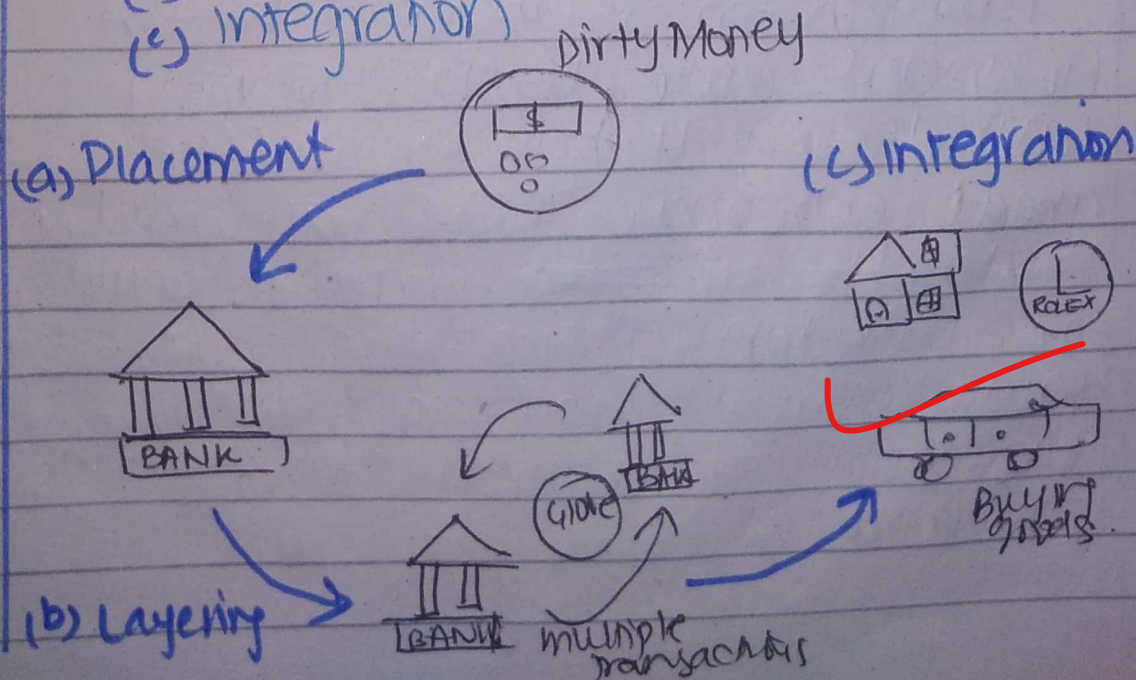 (c) Integration
Dirty Money
$
(a) Placement
(c) Integration
ROLEX
BANK
BANK
Globe
Buying
goods.
(b) Layering
BANK
multiple
transactions